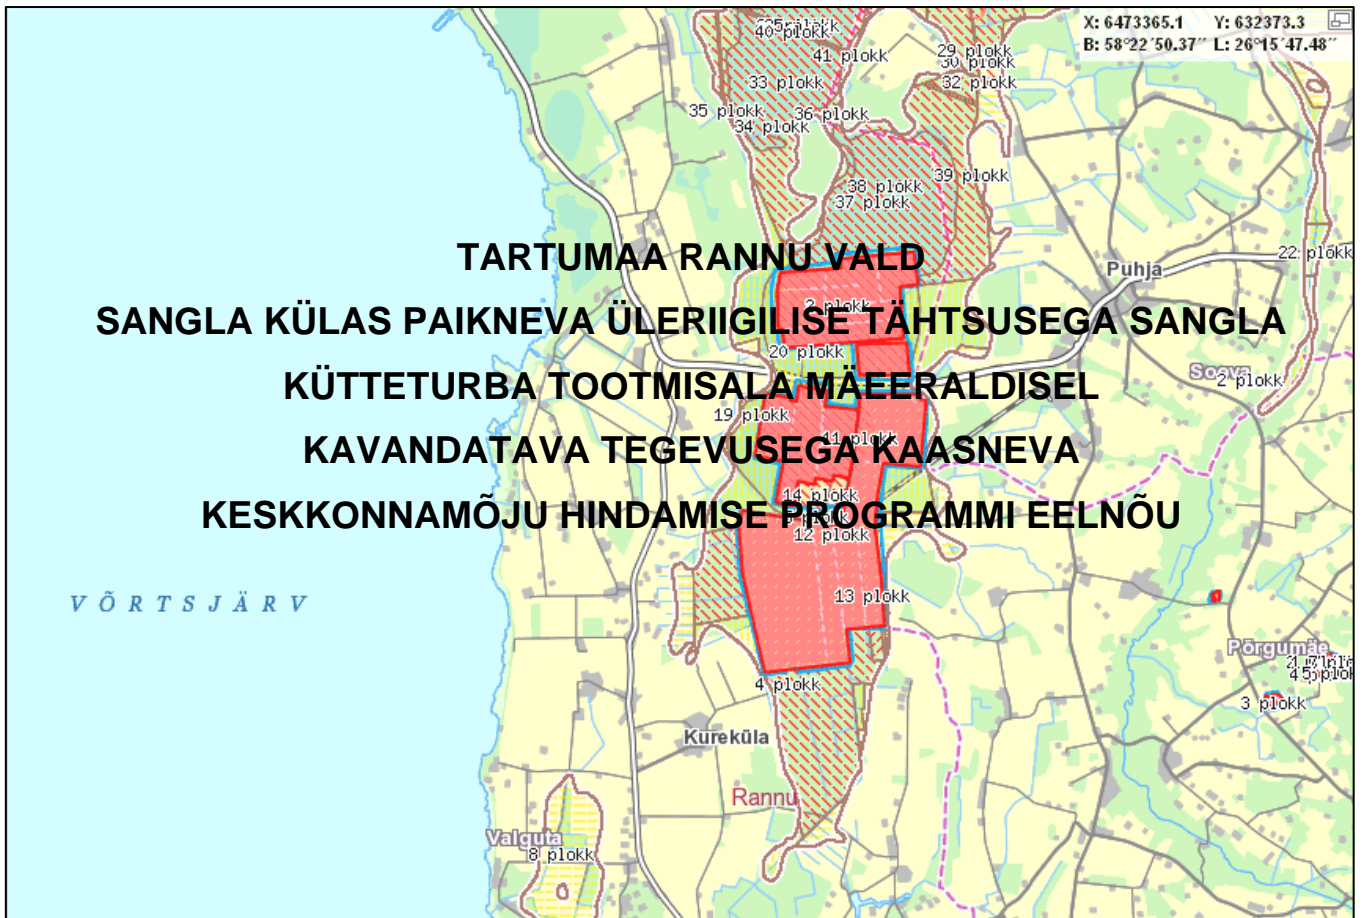 X: 6473365.1 Y: 632373.3
B: 58°22´50.37˝ L: 26°15´47.48˝
40 plokk
41 plokk
29 plokk
30 plokk
32 plokk
33 plokk
35 plokk
36 plokk
34 plokk
39 plokk
38 plokk
37 plokk
TARTUMAA RANNU VALD
22 plokk
Puhja
2 plokk
SANGLA KÜLAS PAIKNEVA ÜLERIIGILISE TÄHTSUSEGA SANGLA
20 plokk
KÜTTETURBA TOOTMISALA MÄEERALDISEL
2 plokk
19 plokk
11 plokk
KAVANDATAVA TEGEVUSEGA KAASNEVA
14 plokk
KESKKONNAMÕJU HINDAMISE PROGRAMMI EELNÕU
12 plokk
VÕRTSJÄRV
13 plokk
Põrgumäe
4 plokk
3 plokk
Kureküla
Rannu
Valguta
8 plokk